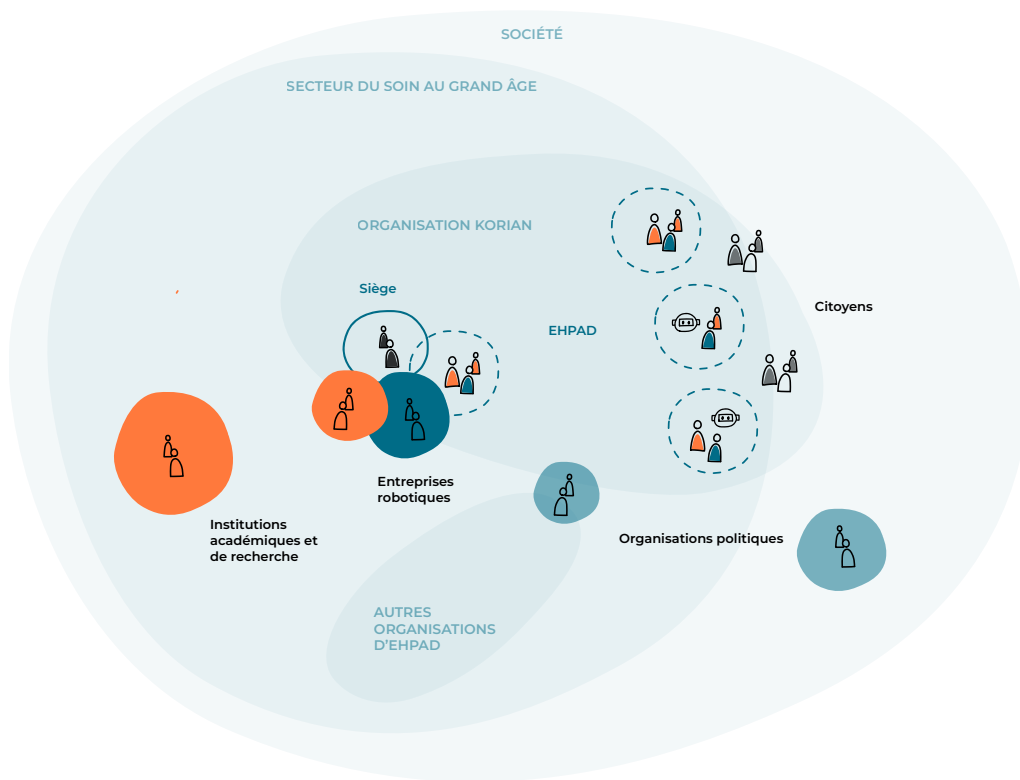 SOCIÉTÉ
SECTEUR DU SOIN AU GRAND ÂGE
ORGANISATION KORIAN
Siège
Citoyens
EHPAD
Entreprises
robotiques
Institutions
académiques et
de recherche
Organisations politiques
AUTRES
ORGANISATIONS
D’EHPAD